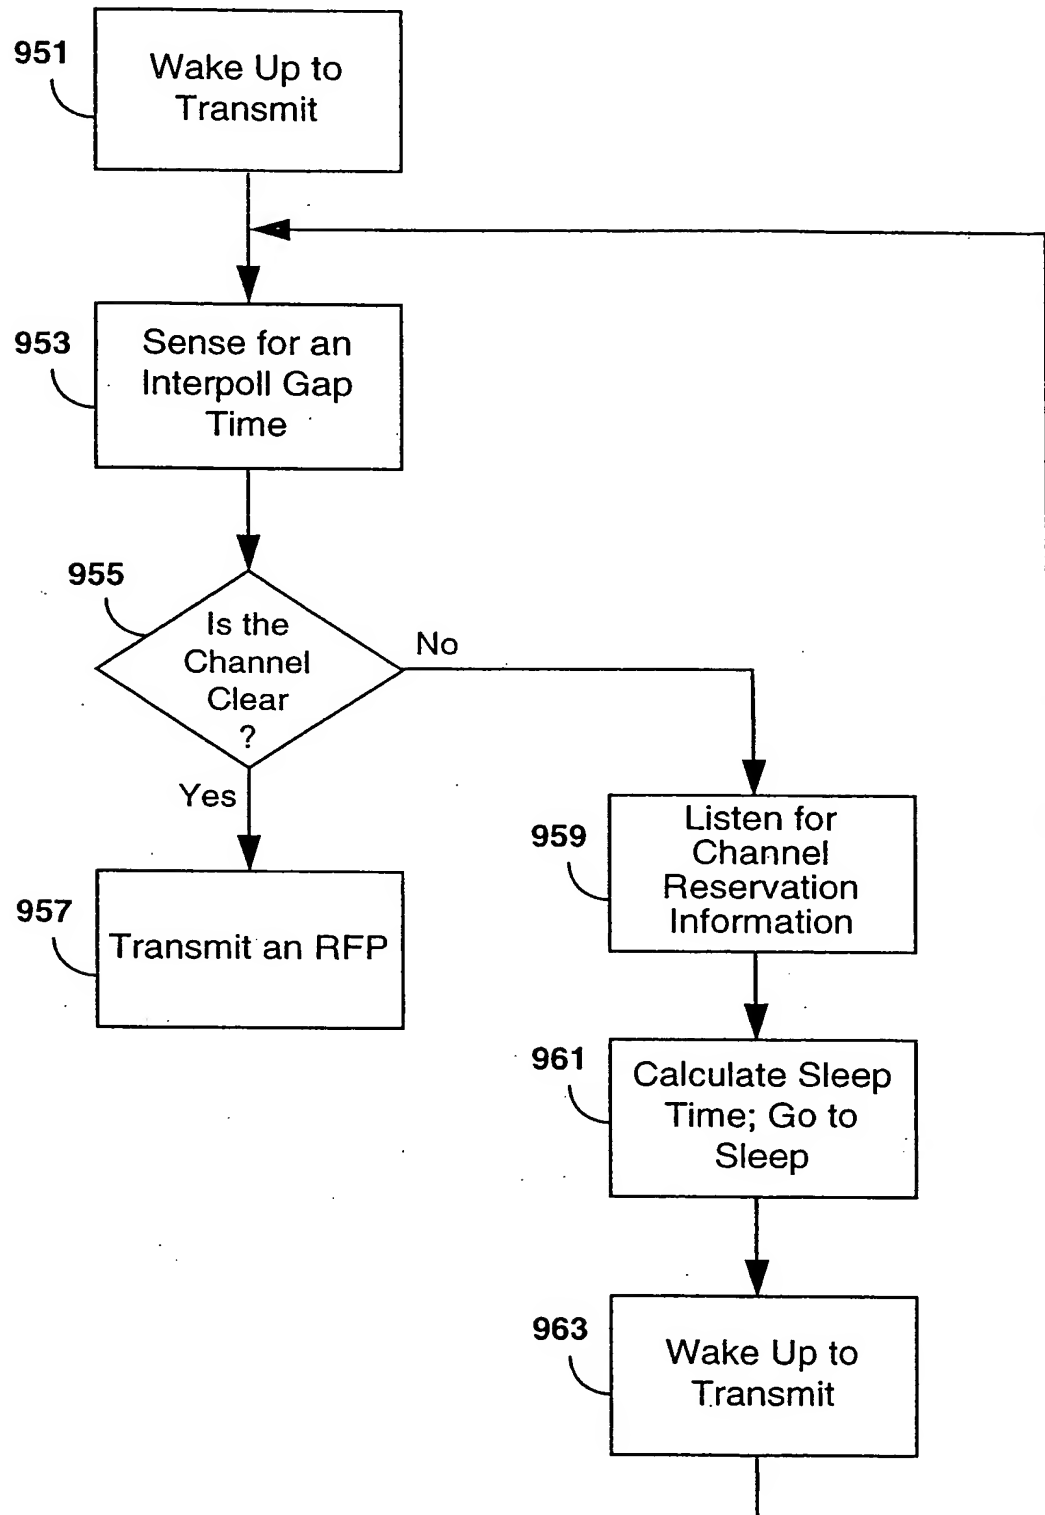 951
Wake Up to
Transmit
953
Sense for an
Interpoll Gap
Time
955
Is the
Channel
Clear
?
No
Yes
957
Transmit an RFP
959
Listen for
Channel
Reservation
Information
961
Calculate Sleep
Time; Go to
Sleep
963
Wake Up to
Transmit